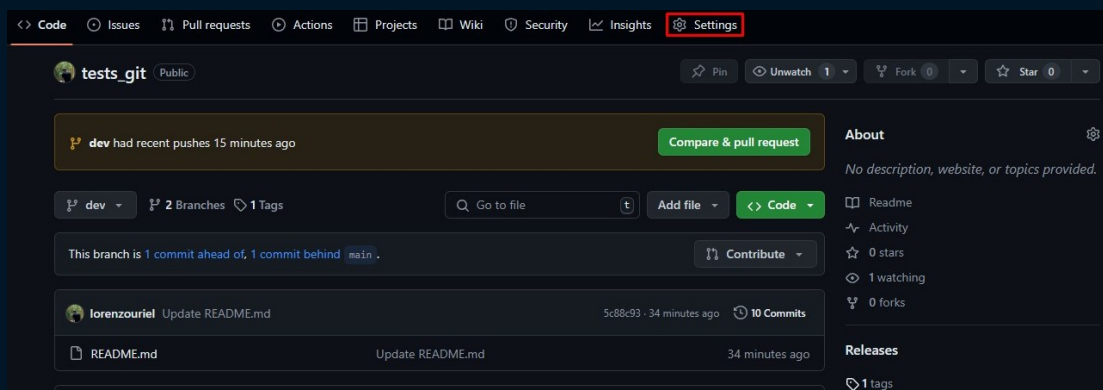 Code Issues Pull requests Actions Projects Wiki Security Insights Settings
tests_git Public Pin Unwatch 1 Fork 0 Star 0
dev had recent pushes 15 minutes ago Compare & pull request
About
No description, website, or topics provided.
dev 2 Branches 1 Tags Go to file t Add file Code
Readme
Activity
This branch is 1 commit ahead of, 1 commit behind main . Contribute
0 stars
1 watching
0 forks
lorenzouriel Update README.md 5c88c93 · 34 minutes ago 10 Commits
README.md Update README.md 34 minutes ago
Releases
1 tags